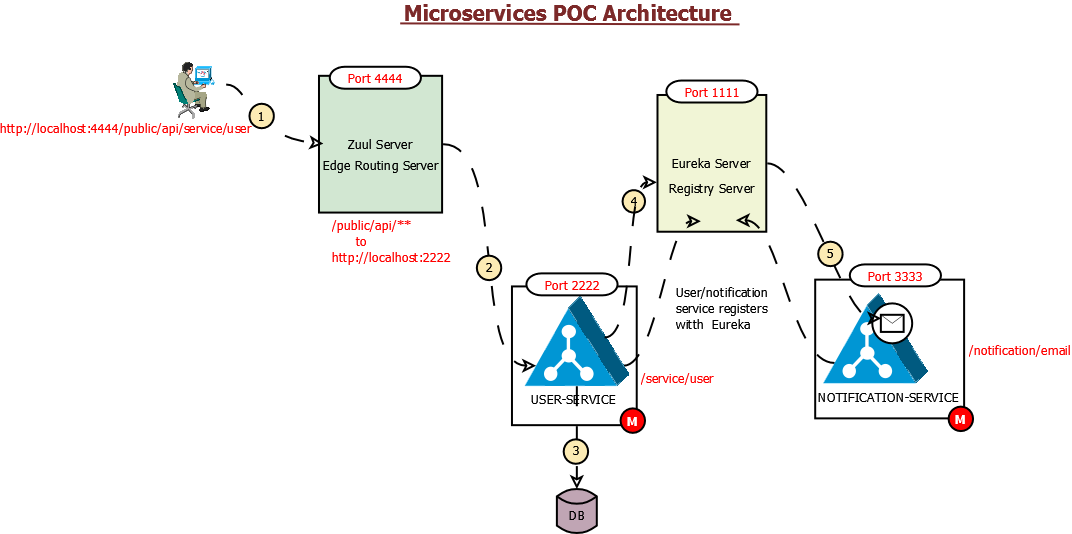 Microservices POC Architecture
Port 4444
Port 1111
1
http://localhost:4444/public/api/service/user
Zuul Server
Edge Routing Server
Eureka Server
Registry Server
4
/public/api/**
to
http://localhost:2222
2
5
Port 2222
Port 3333
User/notification
service registers
witth Eureka
/notification/email
/service/user
USER-SERVICE
NOTIFICATION-SERVICE
M
M
3
DB